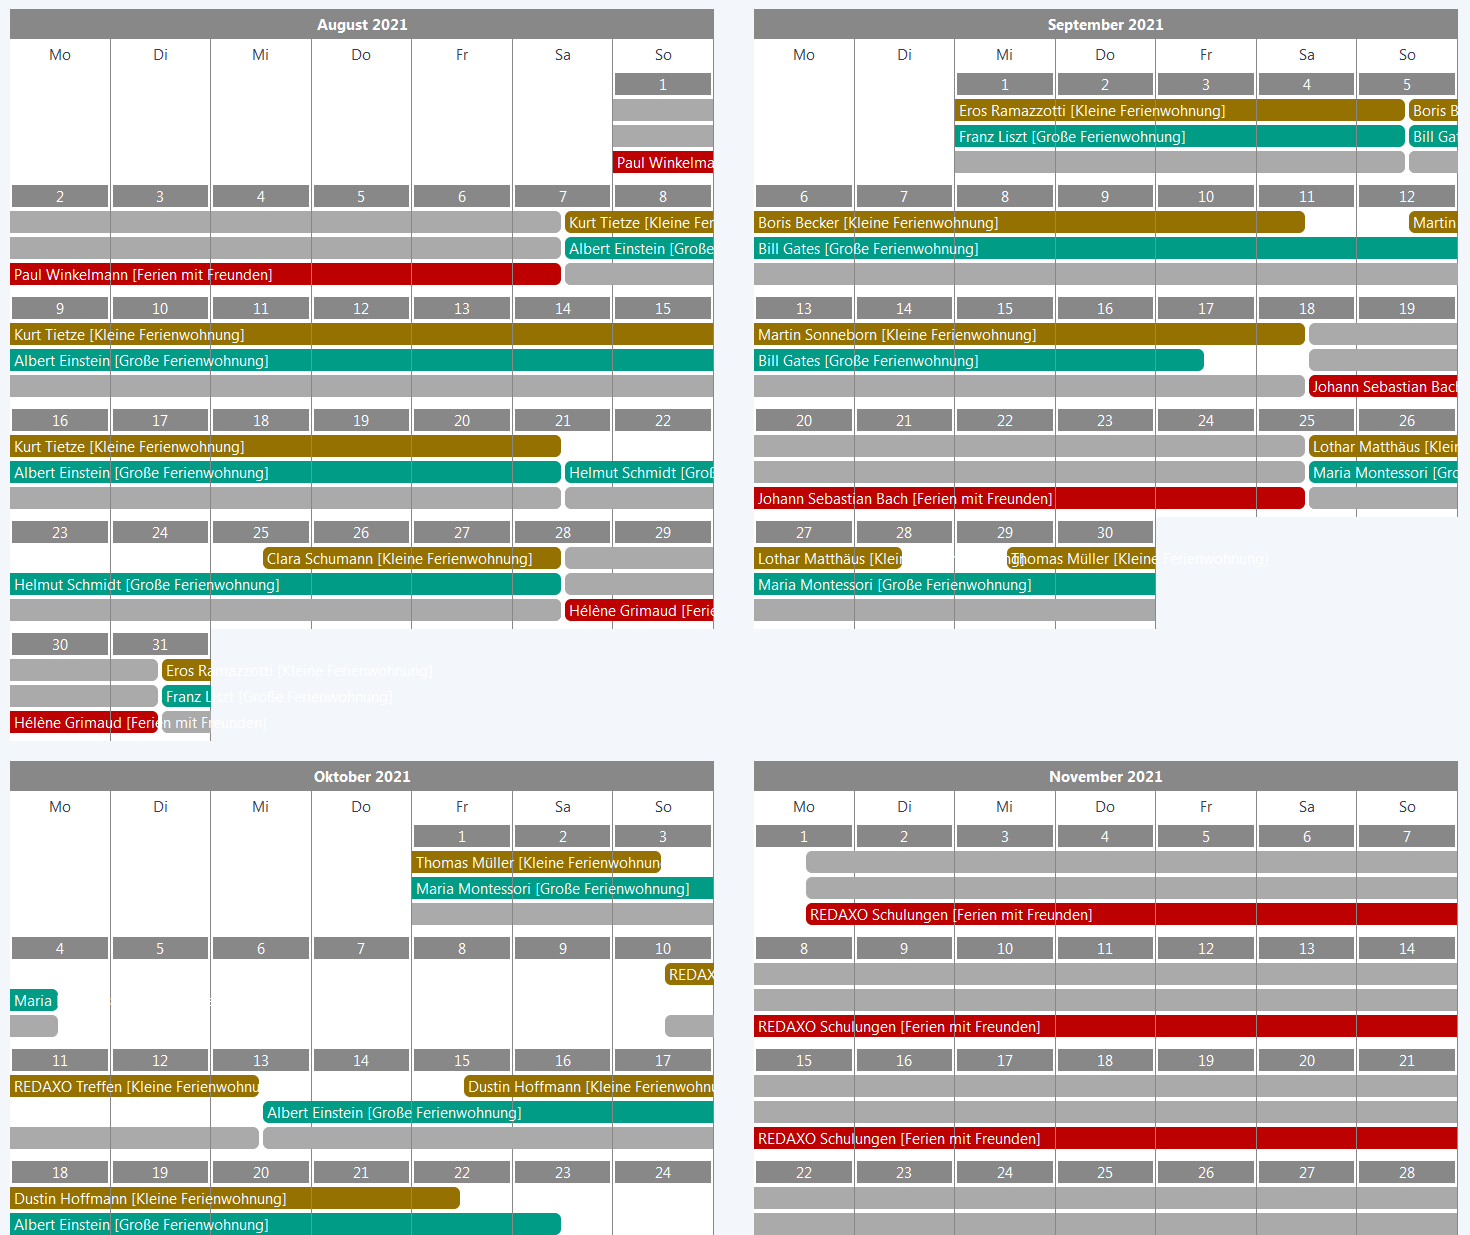 August 2021
Mo Di Mi Do Fr Sa So
1
Paul Winkelma
2 3 4 5 6 7 8
Kurt Tietze [Kleine Fer
Albert Einstein [Große
Paul Winkelmann [Ferien mit Freunden]
9 10 11 12 13 14 15
Kurt Tietze [Kleine Ferienwohnung]
Albert Einstein [Große Ferienwohnung]
16 17 18 19 20 21 22
Kurt Tietze [Kleine Ferienwohnung]
Albert Einstein [Große Ferienwohnung] Helmut Schmidt [Groß
23 24 25 26 27 28 29
Clara Schumann [Kleine Ferienwohnung]
Helmut Schmidt [Große Ferienwohnung]
Hélène Grimaud [Ferie
30 31
Eros Ramazzotti [Kleine Ferienwohnung]
Franz Liszt [Große Ferienwohnung]
Hélène Grimaud [Ferien mit Freunden]
September 2021
Mo Di Mi Do Fr Sa So
1 2 3 4 5
Eros Ramazzotti [Kleine Ferienwohnung] Boris B
Franz Liszt [Große Ferienwohnung] Bill Gat
6 7 8 9 10 11 12
Boris Becker [Kleine Ferienwohnung] Martin
Bill Gates [Große Ferienwohnung]
13 14 15 16 17 18 19
Martin Sonneborn [Kleine Ferienwohnung]
Bill Gates [Große Ferienwohnung]
Johann Sebastian Bach
20 21 22 23 24 25 26
Lothar Matthäus [Klein
Maria Montessori [Gro
Johann Sebastian Bach [Ferien mit Freunden]
27 28 29 30
Lothar Matthäus [Kleine Ferienwohnung] Thomas Müller [Kleine Ferienwohnung]
Maria Montessori [Große Ferienwohnung]
Oktober 2021
Mo Di Mi Do Fr Sa So
1 2 3
Thomas Müller [Kleine Ferienwohnun
Maria Montessori [Große Ferienwohnung]
4 5 6 7 8 9 10
REDAX
Maria
11 12 13 14 15 16 17
REDAXO Treffen [Kleine Ferienwohnu Dustin Hoffmann [Kleine Ferienwohnu
Albert Einstein [Große Ferienwohnung]
18 19 20 21 22 23 24
Dustin Hoffmann [Kleine Ferienwohnung]
Albert Einstein [Große Ferienwohnung]
November 2021
Mo Di Mi Do Fr Sa So
1 2 3 4 5 6 7
REDAXO Schulungen [Ferien mit Freunden]
8 9 10 11 12 13 14
REDAXO Schulungen [Ferien mit Freunden]
15 16 17 18 19 20 21
REDAXO Schulungen [Ferien mit Freunden]
22 23 24 25 26 27 28